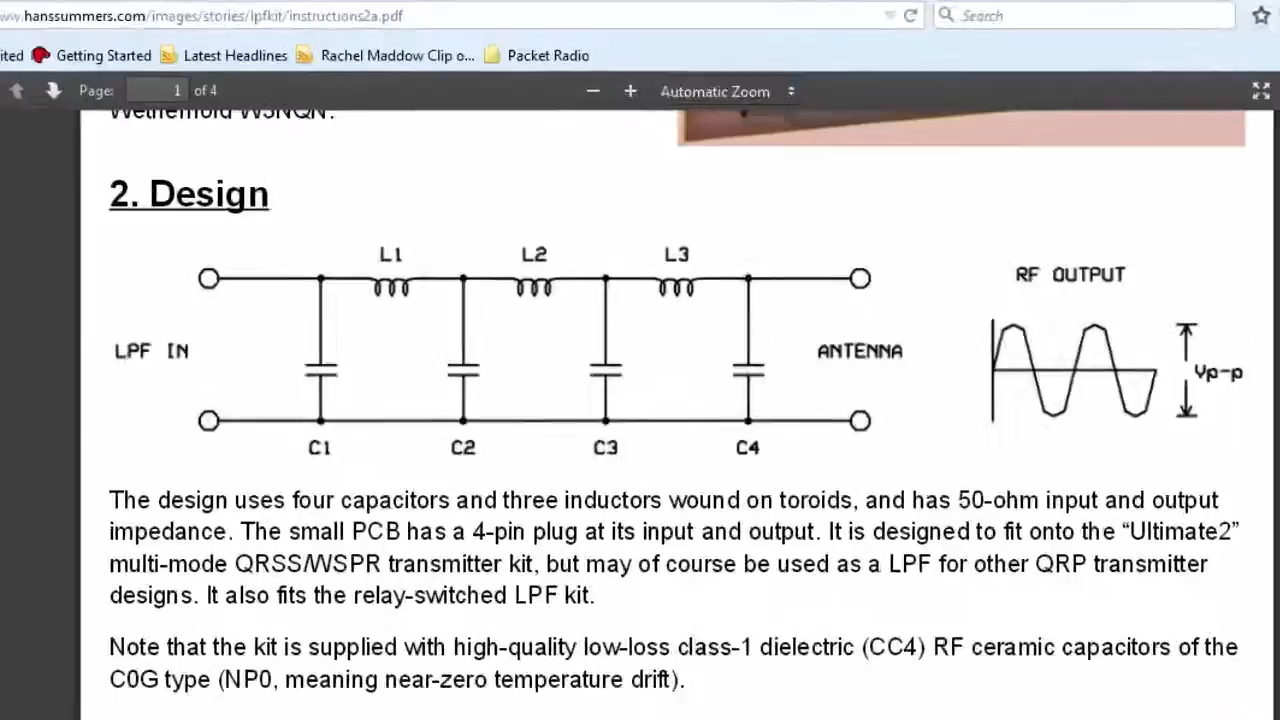 ww.hanssummers.com/images/stories/lpfkit/instructions2a.pdf
Search
ited Getting Started Latest Headlines Rachel Maddow Clip o... Packet Radio
Page: 1 of 4 Automatic Zoom
W3NQN.
2. Design
L1 L2 L3
RF OUTPUT
LPF IN ANTENNA
Vp-p
C1 C2 C3 C4
The design uses four capacitors and three inductors wound on toroids, and has 50-ohm input and output
impedance. The small PCB has a 4-pin plug at its input and output. It is designed to fit onto the “Ultimate2”
multi-mode QRSS/WSPR transmitter kit, but may of course be used as a LPF for other QRP transmitter
designs. It also fits the relay-switched LPF kit.
Note that the kit is supplied with high-quality low-loss class-1 dielectric (CC4) RF ceramic capacitors of the
C0G type (NP0, meaning near-zero temperature drift).